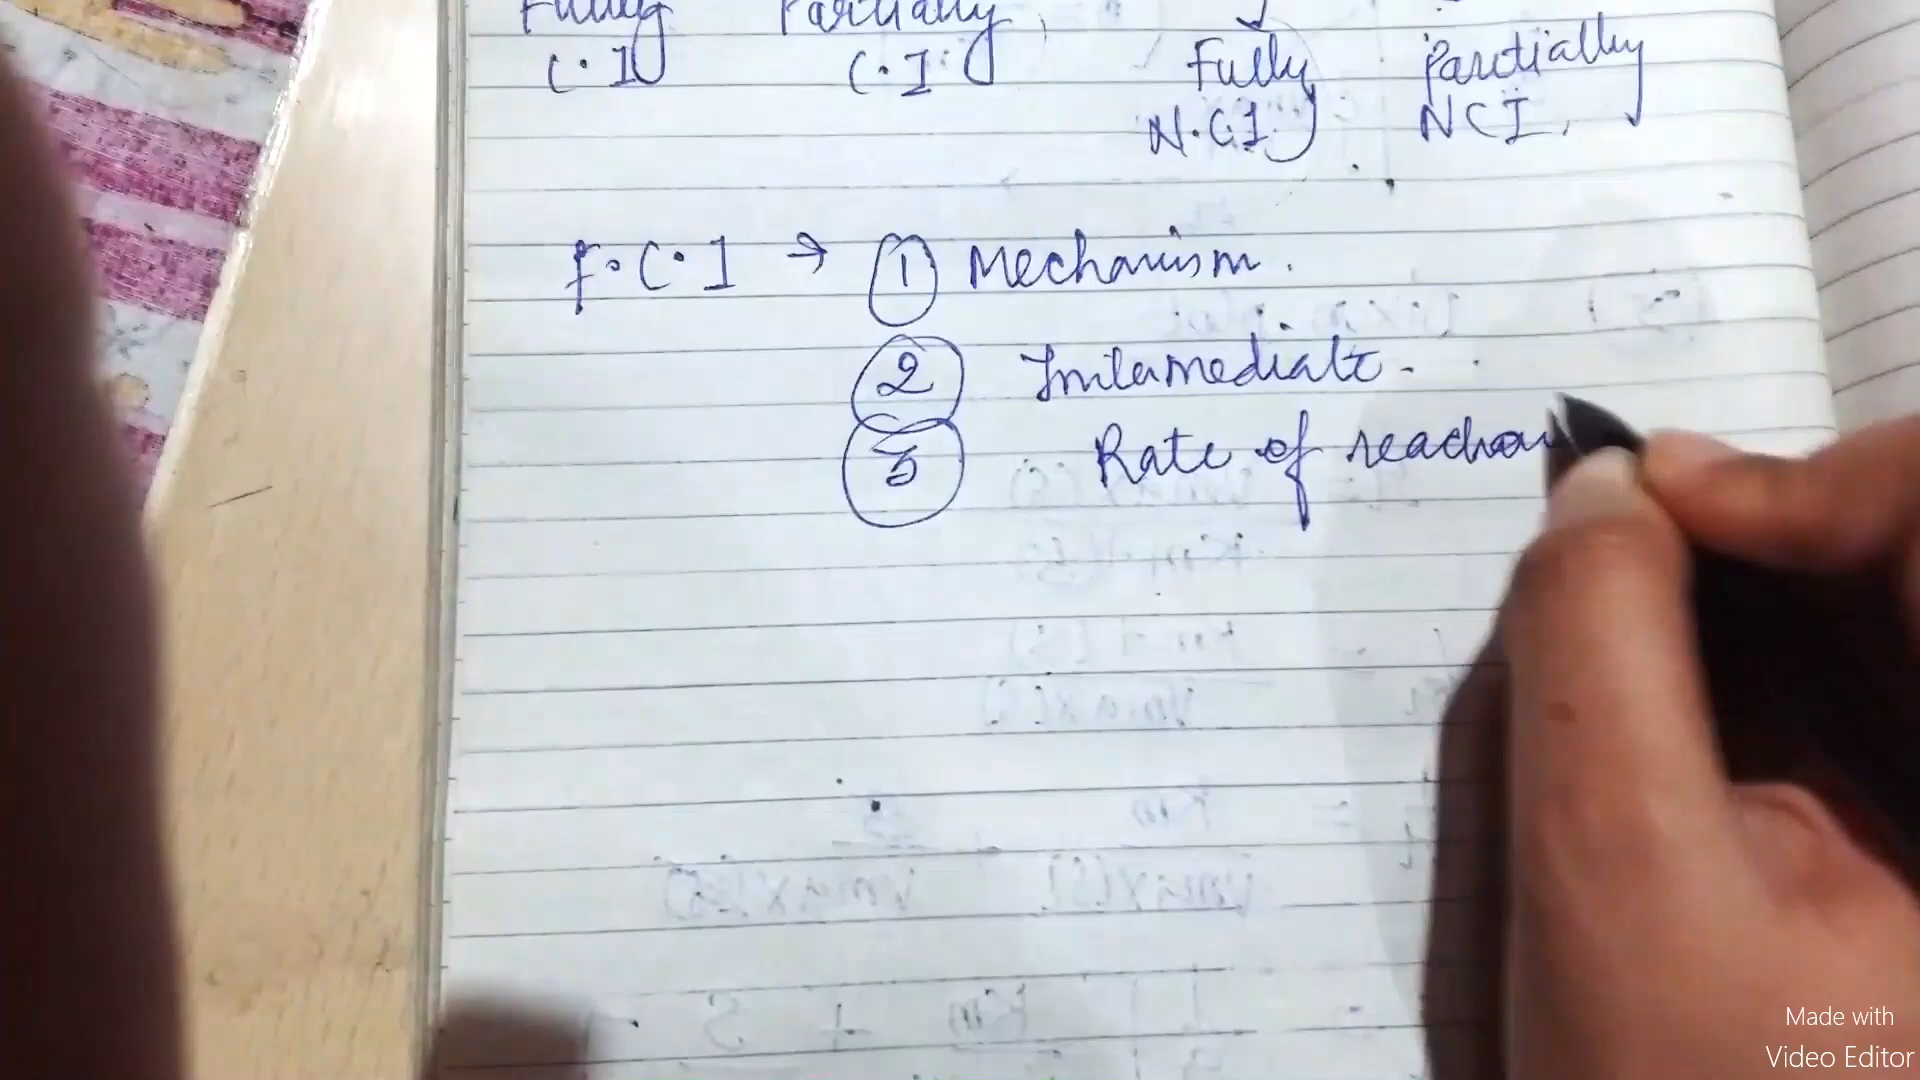 Fully Partially
C.I C.I
Fully Partially
N.C.I NCI,
F.C.I → ① Mechanism.
② Intermediate.
③ Rate of reaction
Made with
Video Editor